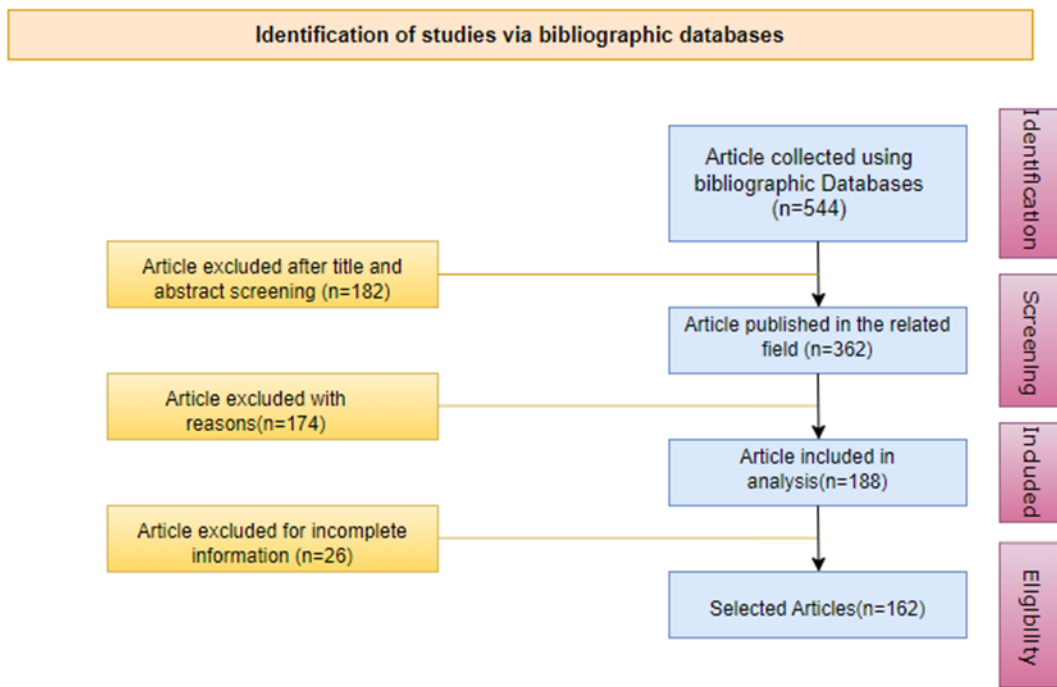 Identification of studies via bibliographic databases
Article collected using
bibliographic Databases
(n=544)
Identification
Article excluded after title and
abstract screening (n=182)
Article published in the related
field (n=362)
Screening
Article excluded with
reasons(n=174)
Article included in
analysis(n=188)
Included
Article excluded for incomplete
information (n=26)
Selected Articles(n=162)
Eligibility